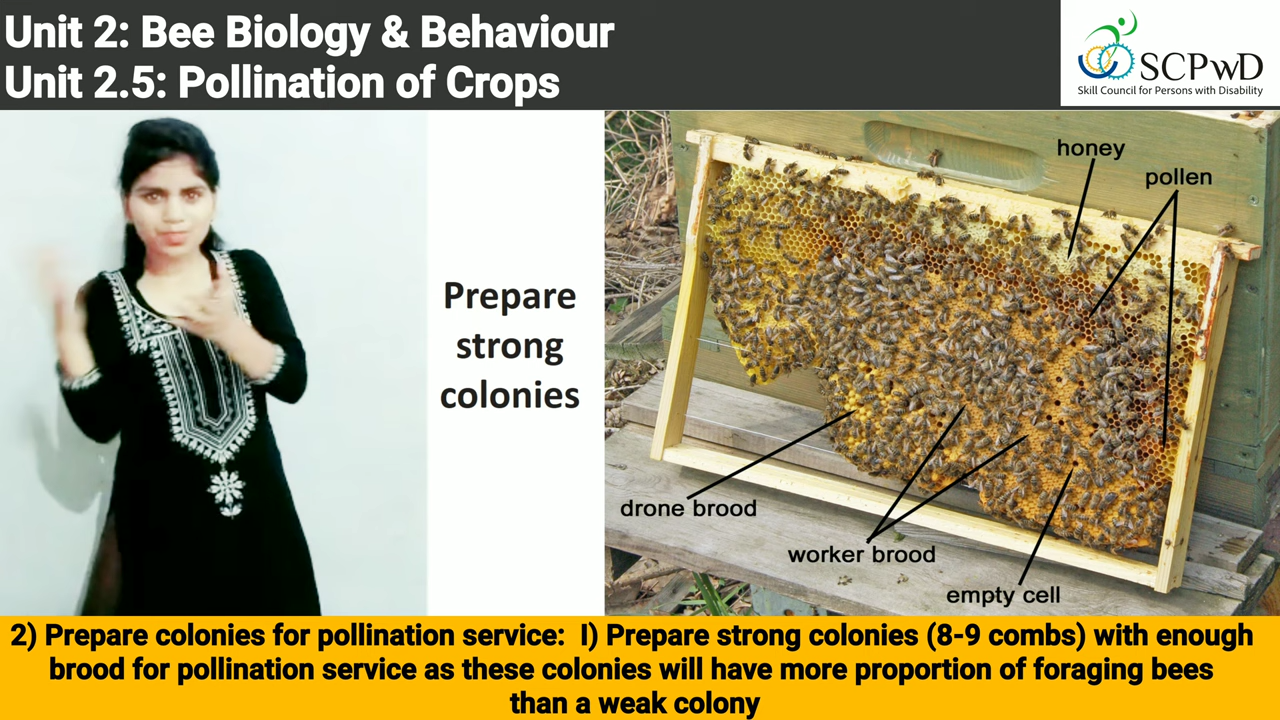 Unit 2: Bee Biology & Behaviour
Unit 2.5: Pollination of Crops
SCPwD
Skill Council for Persons with Disability
Prepare
strong
colonies
honey
pollen
drone brood
worker brood
empty cell
2) Prepare colonies for pollination service: I) Prepare strong colonies (8-9 combs) with enough
brood for pollination service as these colonies will have more proportion of foraging bees
than a weak colony